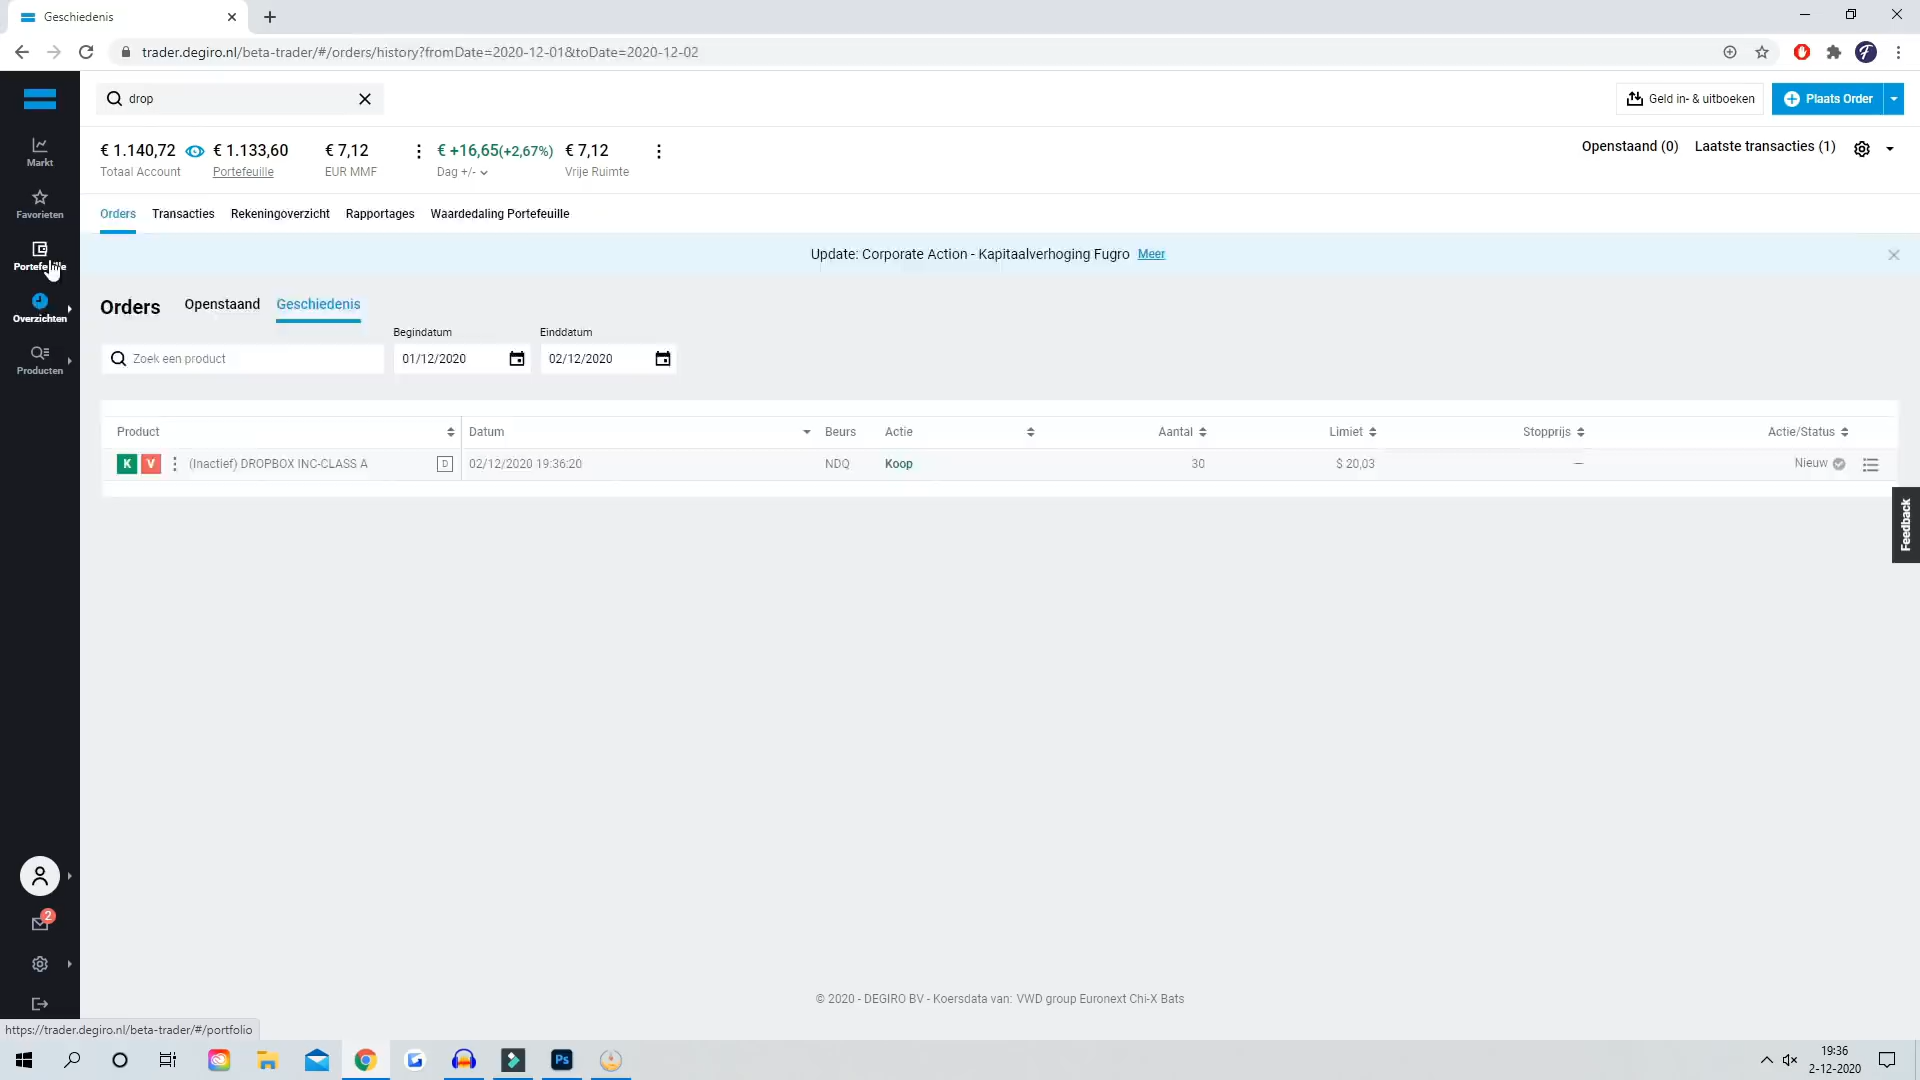 Geschiedenis
trader.degiro.nl/beta-trader/#/orders/history?fromDate=2020-12-01&toDate=2020-12-02
drop
Geld in- & uitboeken
Plaats Order
€ 1.140,72
€ 1.133,60
€ 7,12
€ +16,65(+2,67%)
€ 7,12
Totaal Account
Portefeuille
EUR MMF
Dag +/-
Vrije Ruimte
Openstaand (0)
Laatste transacties (1)
Markt
Favorieten
Overzichten
Producten
2
Orders
Transacties
Rekeningoverzicht
Rapportages
Waardedaling Portefeuille
Update: Corporate Action - Kapitaalverhoging Fugro Meer
Orders
Openstaand
Geschiedenis
Begindatum
Einddatum
Zoek een product
01/12/2020
02/12/2020
Product
Datum
Beurs
Actie
Aantal
Limiet
Stopprijs
Actie/Status
K
V
(Inactief) DROPBOX INC-CLASS A
D
02/12/2020 19:36:20
NDQ
Koop
30
$ 20,03
—
Nieuw
Feedback
© 2020 - DEGIRO BV - Koersdata van: VWD group Euronext Chi-X Bats
https://trader.degiro.nl/beta-trader/#/portfolio
Ps
19:36
2-12-2020